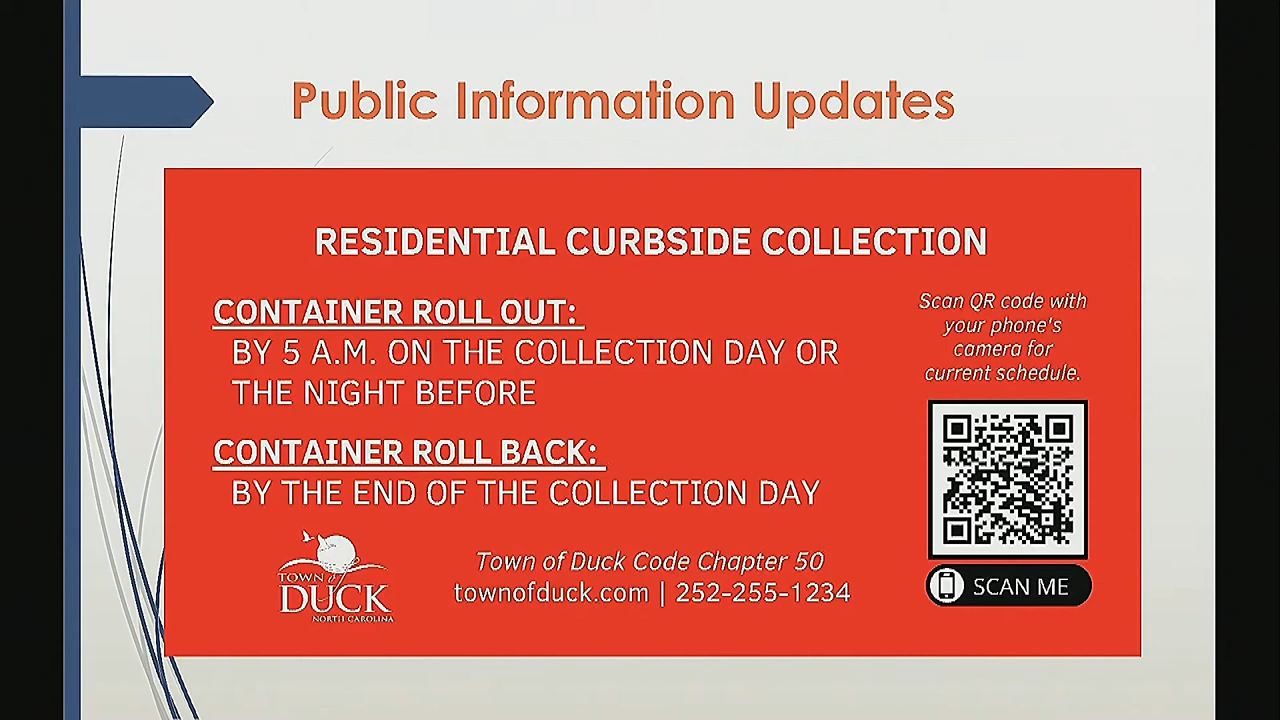 Public Information Updates
RESIDENTIAL CURBSIDE COLLECTION
CONTAINER ROLL OUT:
BY 5 A.M. ON THE COLLECTION DAY OR
THE NIGHT BEFORE
CONTAINER ROLL BACK:
BY THE END OF THE COLLECTION DAY
Scan QR code with
your phone's
camera for
current schedule.
SCAN ME
TOWN of
DUCK
NORTH CAROLINA
Town of Duck Code Chapter 50
townofduck.com | 252-255-1234